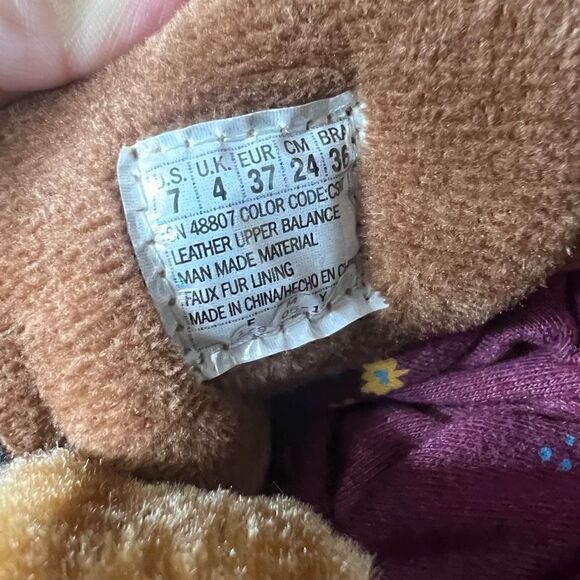 U.S. U.K. EUR CM BRA
7 4 37 24 36
SN 48807 COLOR CODE:
LEATHER UPPER BALANCE
MAN MADE MATERIAL
FAUX FUR LINING
MADE IN CHINA/HECHO EN